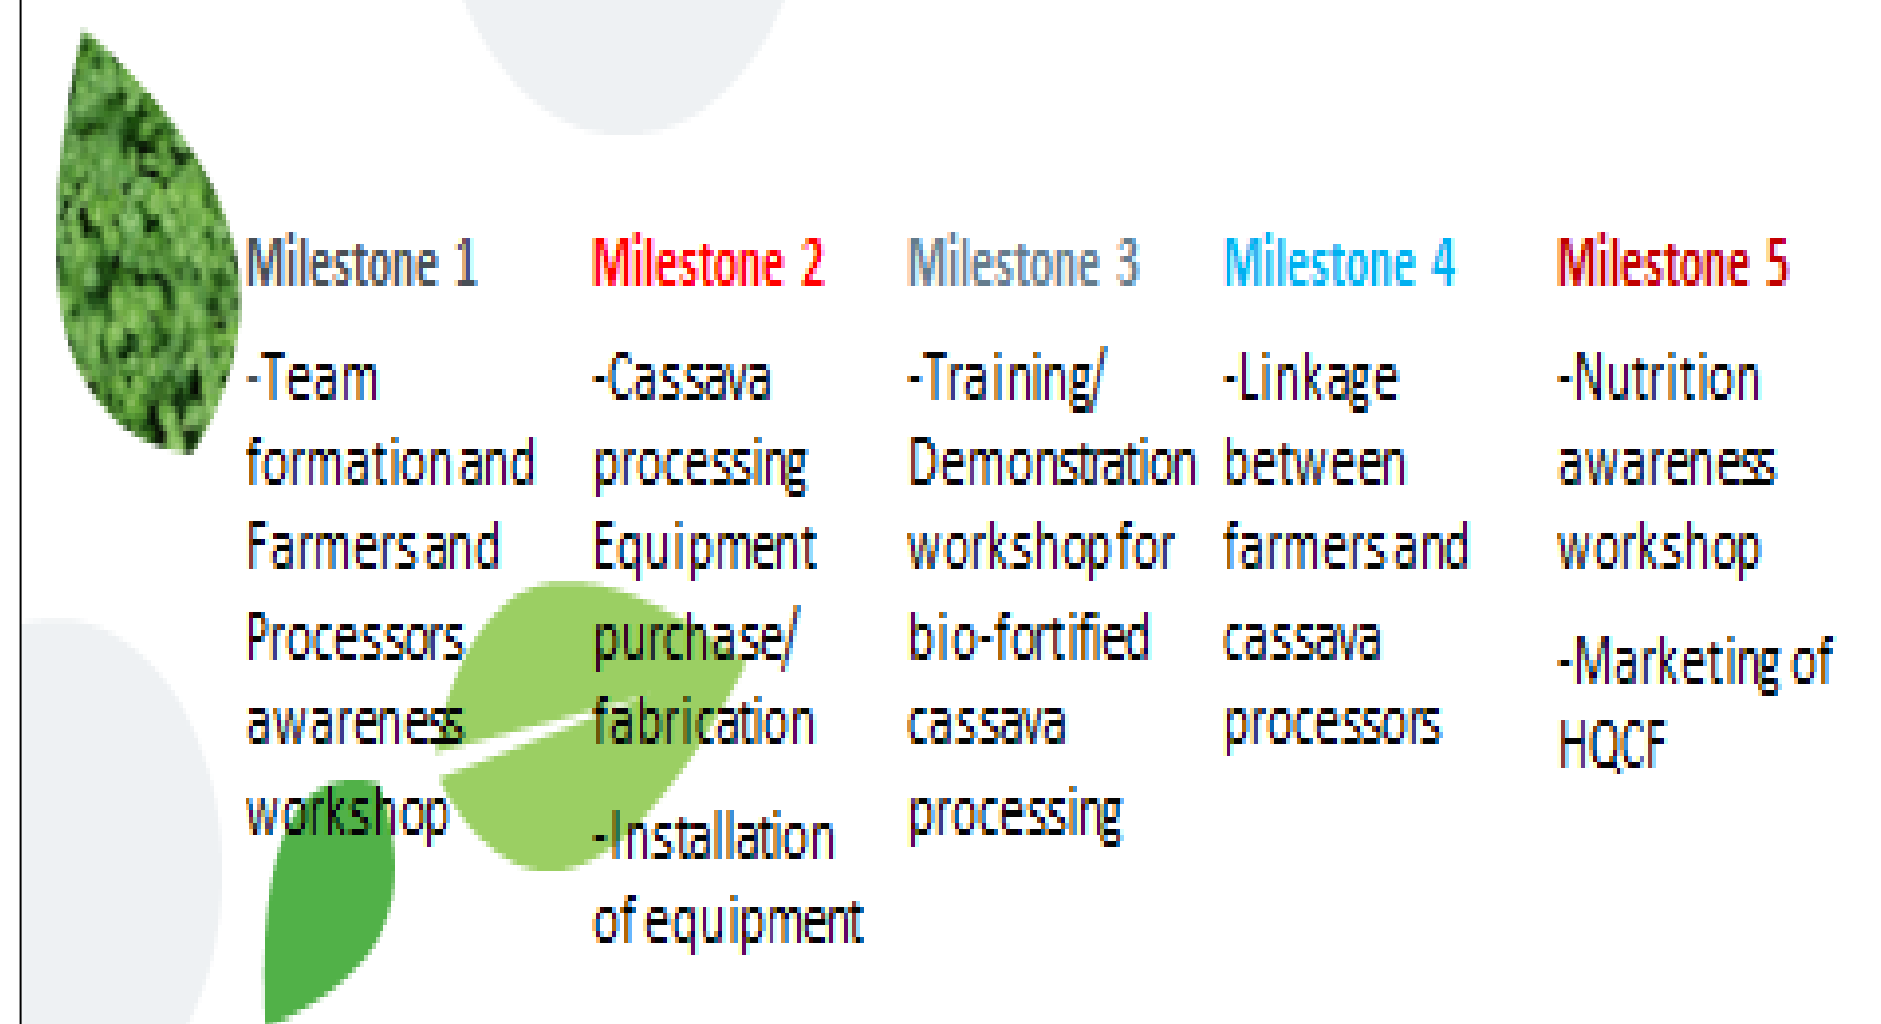 Milestone 1
-Team
formation and
Farmers and
Processors
awareness
workshop
Milestone 2
-Cassava
processing
Equipment
purchase/
fabrication
-Installation
of equipment
Milestone 3
-Training/
Demonstration
workshop for
bio-fortified
cassava
processing
Milestone 4
-Linkage
between
farmers and
cassava
processors
Milestone 5
-Nutrition
awareness
workshop
-Marketing of
HQCF